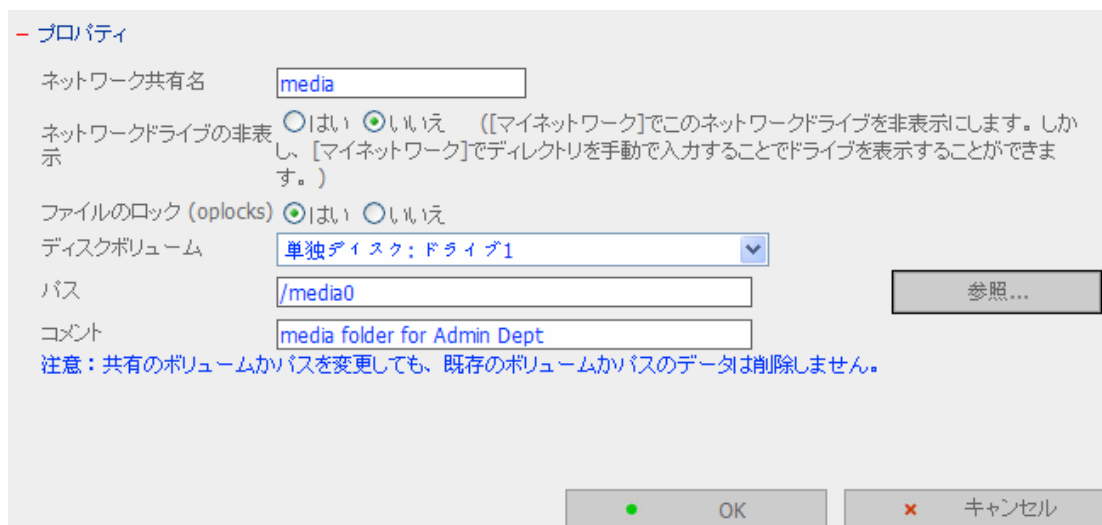 − プロパティ
ネットワーク共有名 media
ネットワークドライブの非表示 はい いいえ ([マイネットワーク]でこのネットワークドライブを非表示にします。しかし、[マイネットワーク]でディレクトリを手動で入力することでドライブを表示することができます。)
ファイルのロック (oplocks) はい いいえ
ディスクボリューム 単独ディスク: ドライブ1
パス /media0 参照...
コメント media folder for Admin Dept
注意:共有のボリュームかパスを変更しても、既存のボリュームかパスのデータは削除しません。
OK キャンセル